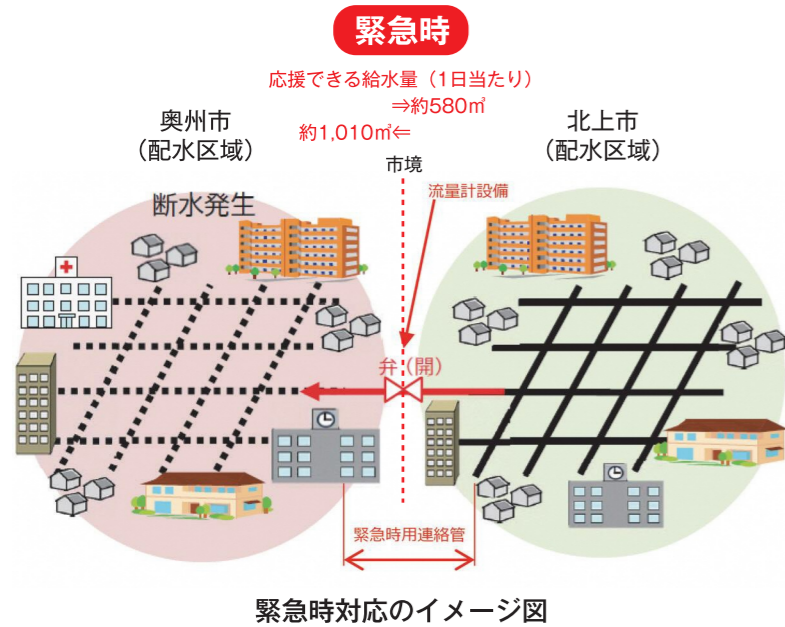 緊急時
応援できる給水量（1日当たり）
⇒約580㎥
約1,010㎥⇐
奥州市
（配水区域）
北上市
（配水区域）
市境
断水発生
流量計設備
弁（開）
緊急時用連絡管
緊急時対応のイメージ図